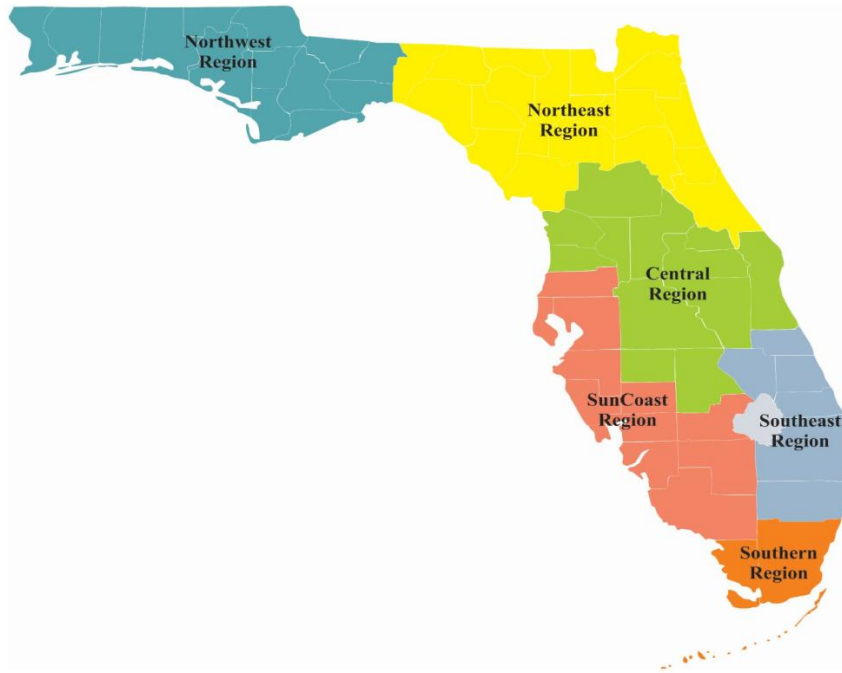 Northwest
Region
Northeast
Region
Central
Region
SunCoast
Region
Southeast
Region
Southern
Region